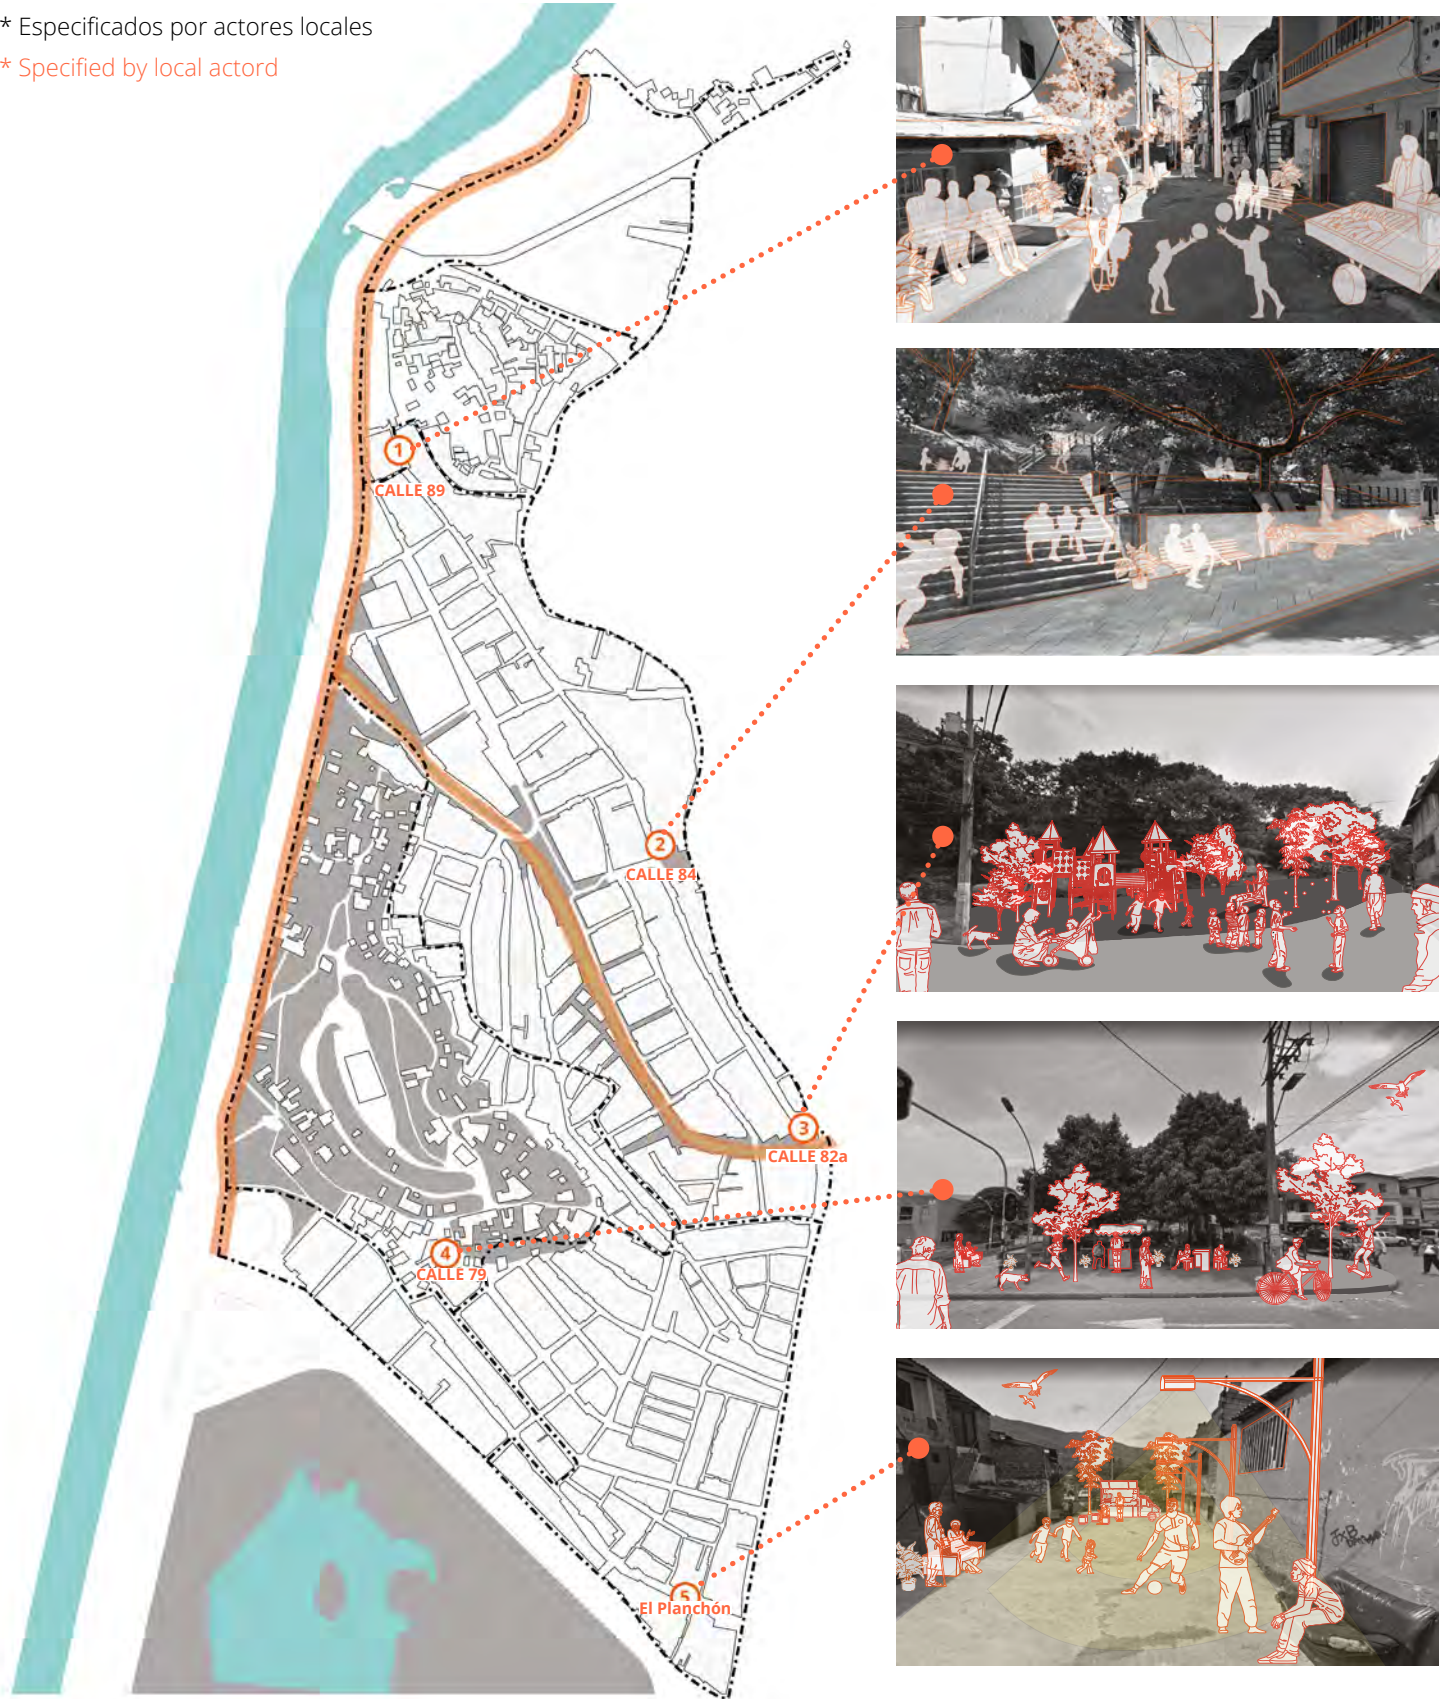 * Especificados por actores locales
* Specified by local actord
1
CALLE 89
2
CALLE 84
3
CALLE 82a
4
CALLE 79
5
El Planchón